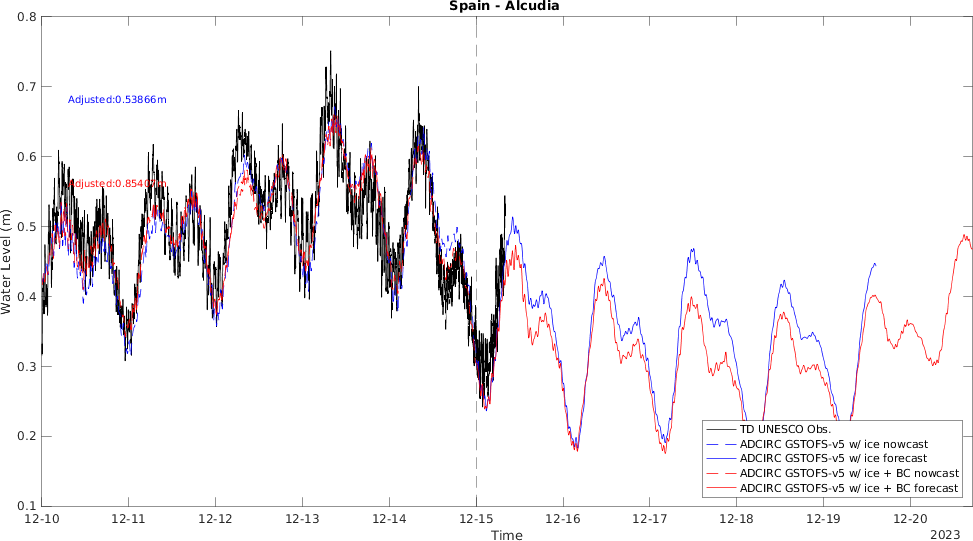 Spain - Alcudia
0.8
0.7
0.6
0.5
0.4
0.3
0.2
0.1
Water Level (m)
Adjusted:0.53866m
TD UNESCO Obs.
ADCIRC GSTOFS-v5 w/ ice nowcast
ADCIRC GSTOFS-v5 w/ ice forecast
ADCIRC GSTOFS-v5 w/ ice + BC nowcast
ADCIRC GSTOFS-v5 w/ ice + BC forecast
12-10 12-11 12-12 12-13 12-14 12-15 12-16 12-17 12-18 12-19 12-20
Time
2023